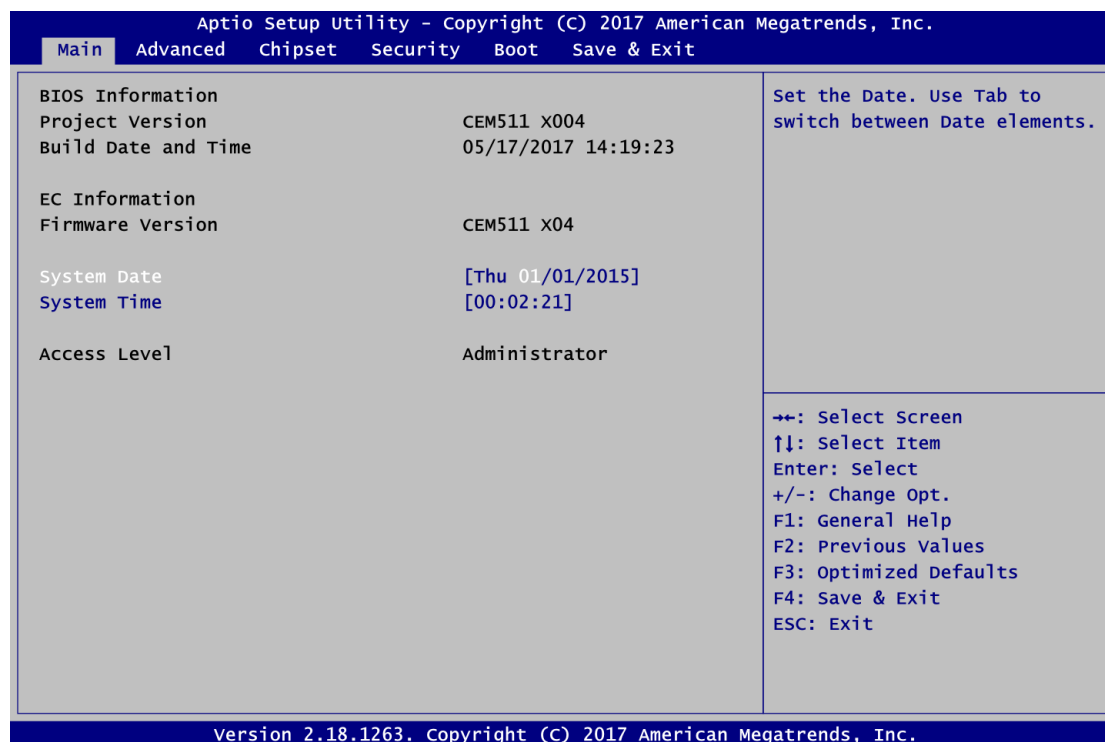 Aptio Setup Utility - Copyright (C) 2017 American Megatrends, Inc.
Main Advanced Chipset Security Boot Save & Exit
BIOS Information
Project Version CEM511 X004
Build Date and Time 05/17/2017 14:19:23
EC Information
Firmware Version CEM511 X04
System Date [Thu 01/01/2015]
System Time [00:02:21]
Access Level Administrator
Set the Date. Use Tab to
switch between Date elements.
→←: Select Screen
↑↓: Select Item
Enter: Select
+/-: Change Opt.
F1: General Help
F2: Previous Values
F3: Optimized Defaults
F4: Save & Exit
ESC: Exit
Version 2.18.1263. Copyright (C) 2017 American Megatrends, Inc.